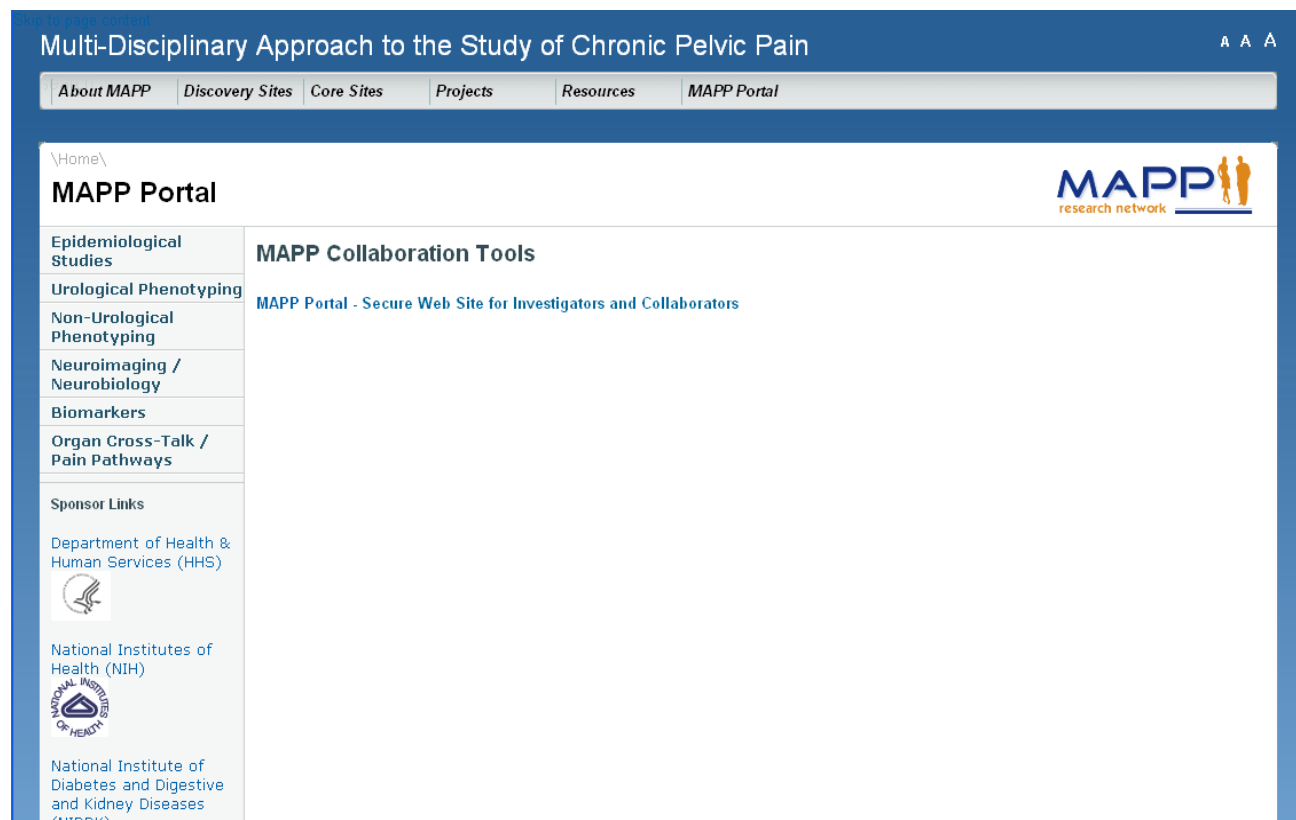 Skip to page content
Multi-Disciplinary Approach to the Study of Chronic Pelvic Pain
A A A
About MAPP
Discovery Sites
Core Sites
Projects
Resources
MAPP Portal
\Home\
MAPP Portal
MAPP
research network
Epidemiological
Studies
Urological Phenotyping
Non-Urological
Phenotyping
Neuroimaging /
Neurobiology
Biomarkers
Organ Cross-Talk /
Pain Pathways
Sponsor Links
Department of Health &
Human Services (HHS)
National Institutes of
Health (NIH)
NATIONAL INSTITUTES
OF HEALTH
National Institute of
Diabetes and Digestive
and Kidney Diseases
MAPP Collaboration Tools
MAPP Portal - Secure Web Site for Investigators and Collaborators